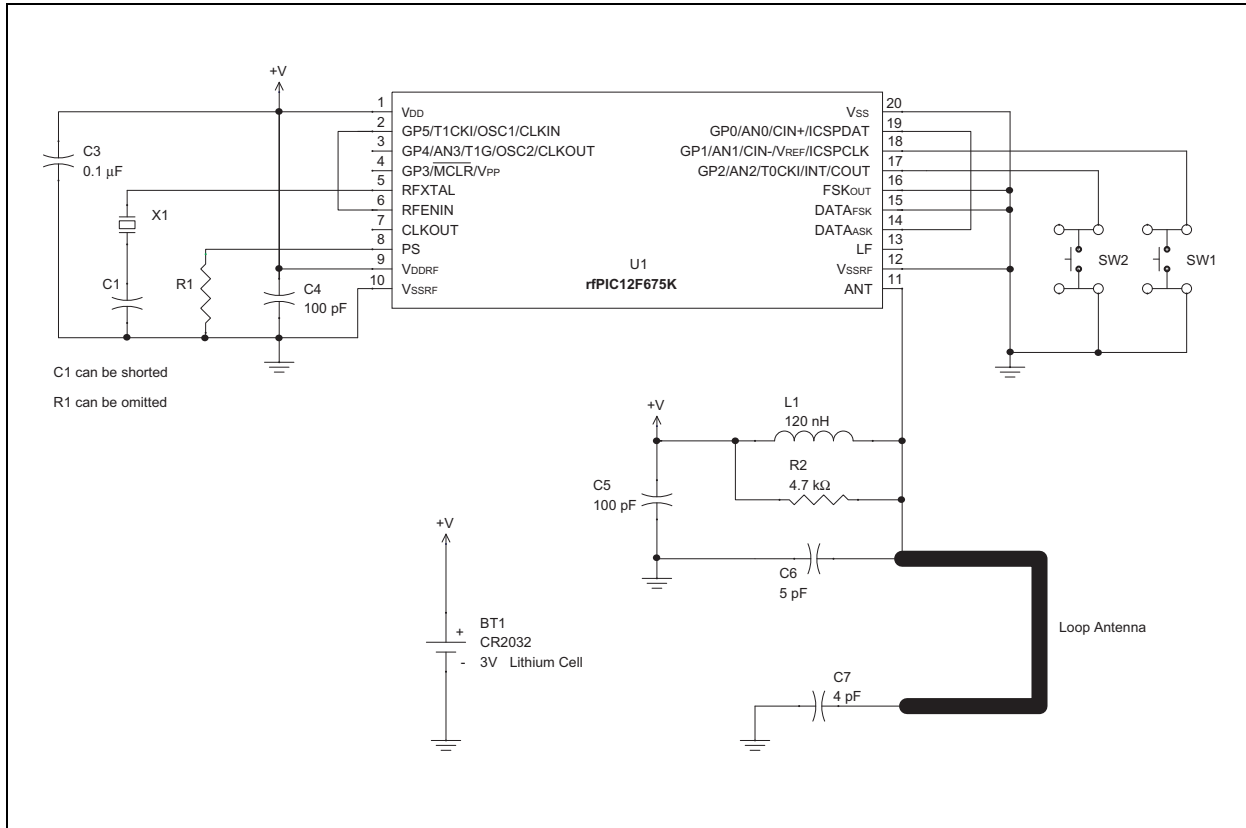 +V
1 VDD
2 GP5/T1CKI/OSC1/CLKIN
3 GP4/AN3/T1G/OSC2/CLKOUT
4 GP3/MCLR/VPP
5 RFXTAL
6 RFENIN
7 CLKOUT
8 PS
9 VDDRF
10 VSSRF
U1
rfPIC12F675K
VSS 20
GP0/AN0/CIN+/ICSPDAT 19
GP1/AN1/CIN-/VREF/ICSPCLK 18
GP2/AN2/T0CKI/INT/COUT 17
FSKOUT 16
DATAFSK 15
DATAASK 14
LF 13
VSSRF 12
ANT 11
C3
0.1 µF
X1
C1
R1
C4
100 pF
SW2
SW1
C1 can be shorted
R1 can be omitted
+V
L1
120 nH
R2
4.7 kΩ
C5
100 pF
C6
5 pF
+V
+
BT1
CR2032
- 3V Lithium Cell
Loop Antenna
C7
4 pF